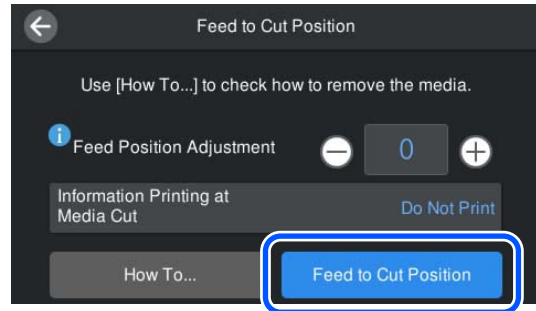 Feed to Cut Position
Use [How To...] to check how to remove the media.
i
Feed Position Adjustment
0
Information Printing at
Media Cut
Do Not Print
How To...
Feed to Cut Position